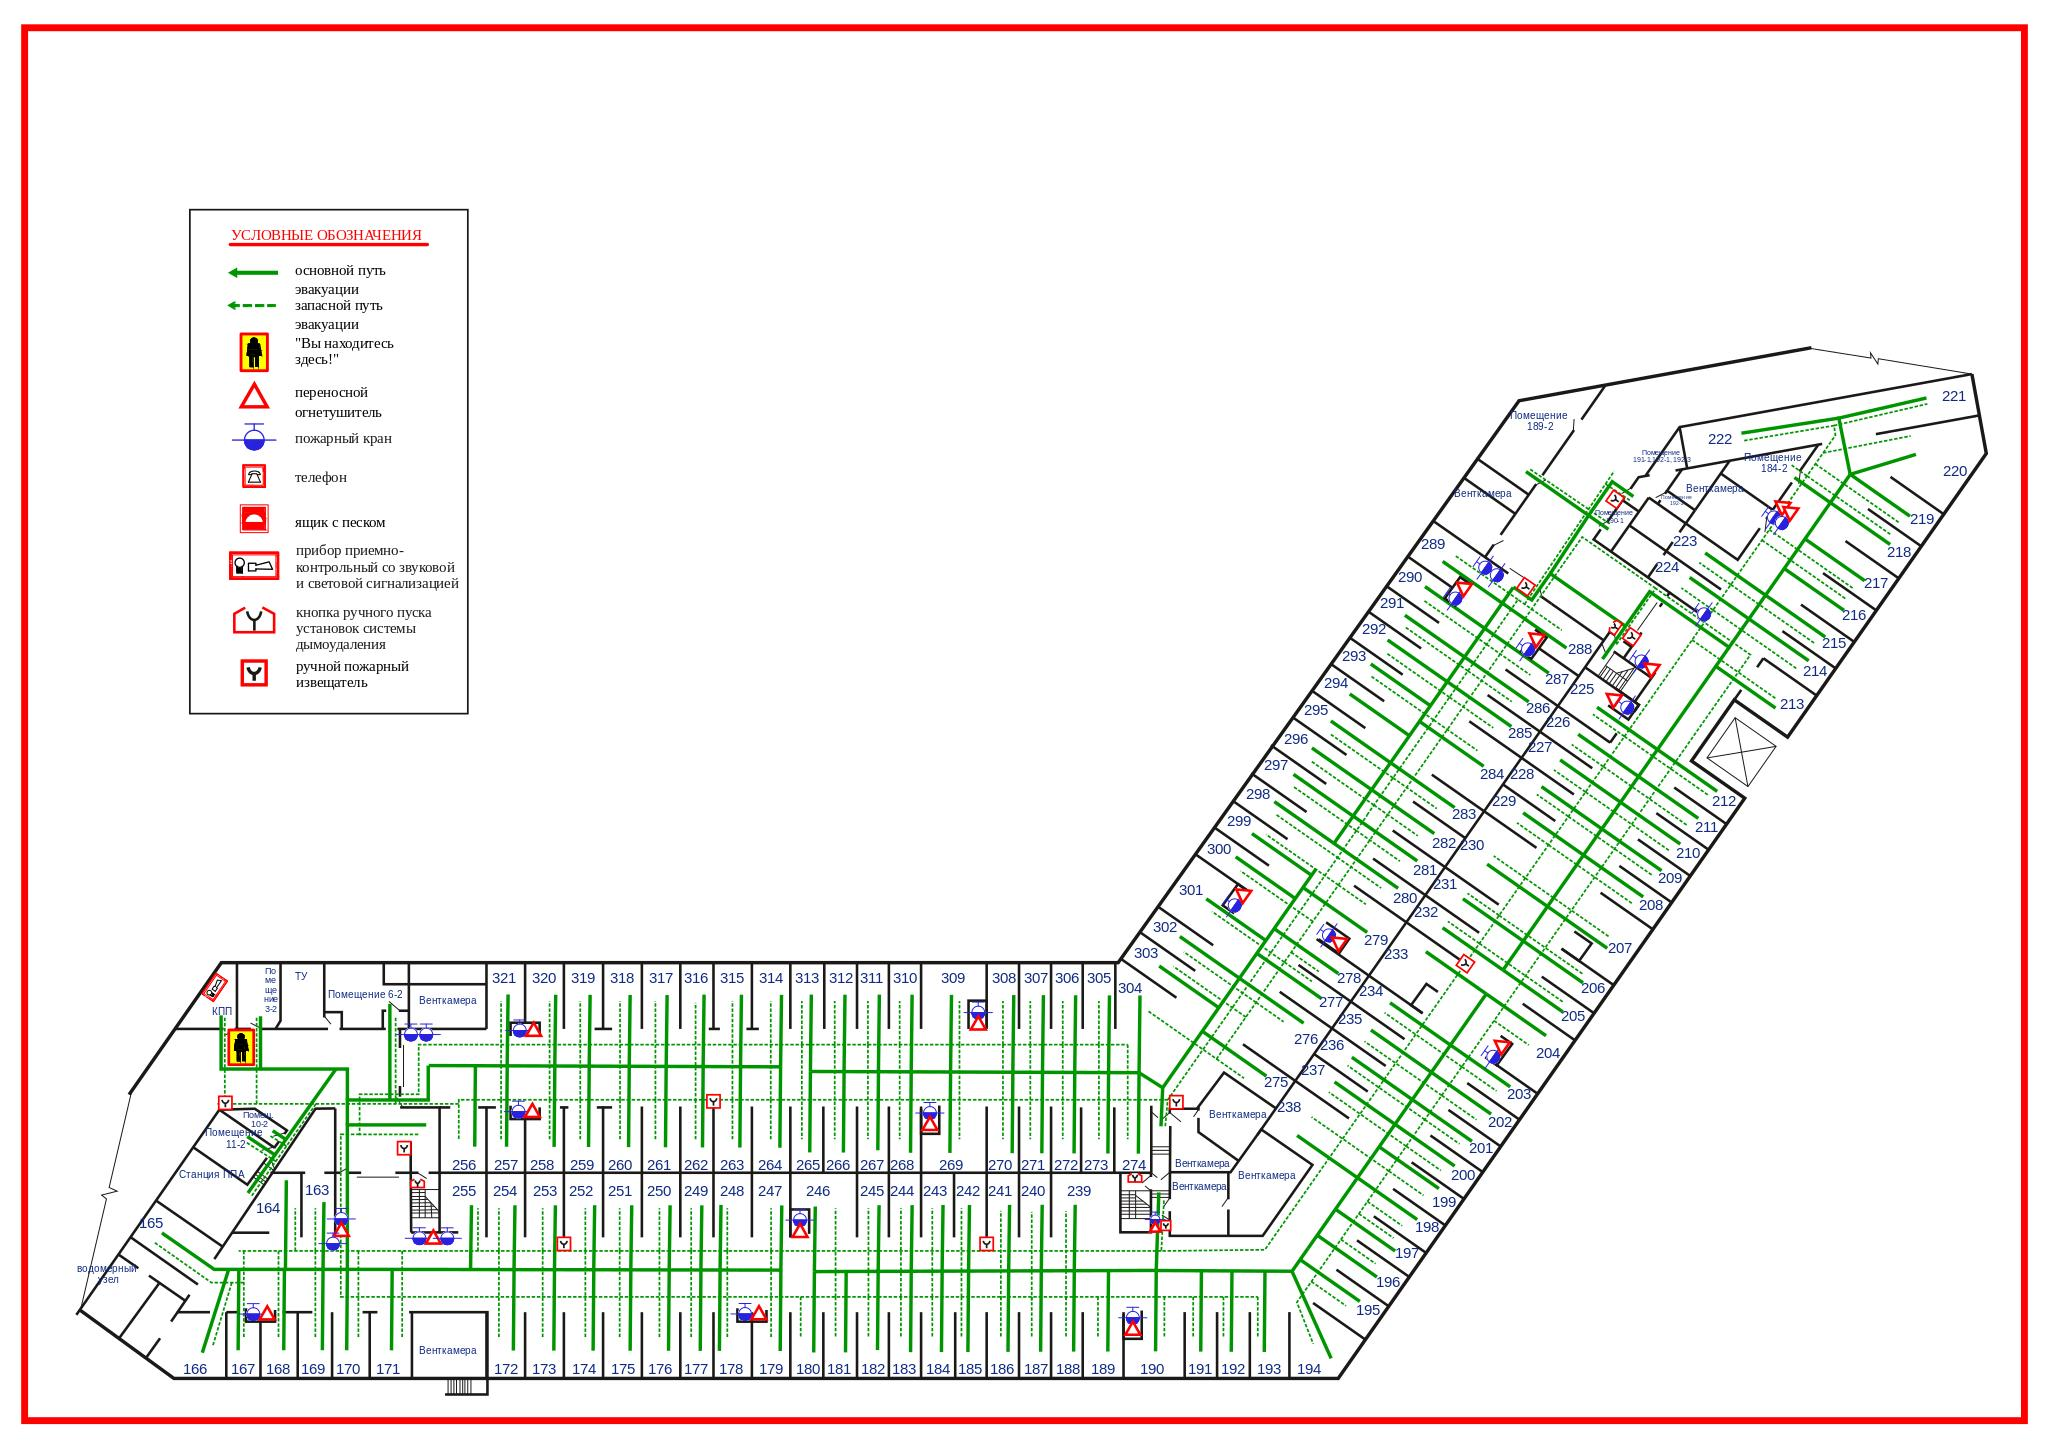 УСЛОВНЫЕ ОБОЗНАЧЕНИЯ
основной путь
эвакуации
запасной путь
эвакуации
"Вы находитесь
здесь!"
переносной
огнетушитель
пожарный кран
телефон
ящик с песком
прибор приемно-
контрольный со звуковой
и световой сигнализацией
кнопка ручного пуска
установок системы
дымоудаления
ручной пожарный
извещатель
221
222
220
Помещение
189-2
Помещение
191-1,192-1, 192-3
Помещение
184-2
Венткамера
Венткамера
Помещение
190-1
219
218
217
216
215
214
213
223
224
289
290
291
292
293
294
295
296
297
298
299
300
301
302
303
304
288
287
286
285
284
283
282
281
280
279
278
277
276
275
225
226
227
228
229
230
231
232
233
234
235
236
237
238
212
211
210
209
208
207
206
205
204
203
202
201
200
199
198
197
196
195
КПП
По
ме
ще
ние
3-2
ТУ
Помещение 6-2
Венткамера
321 320 319 318 317 316 315 314 313 312 311 310 309 308 307 306 305
Помещ.
10-2
Помещение
11-2
Станция ППА
165
водомерный
узел
164
163
256 257 258 259 260 261 262 263 264 265 266 267 268 269 270 271 272 273 274
255 254 253 252 251 250 249 248 247 246 245 244 243 242 241 240 239
Венткамера
Венткамера
Венткамера
Венткамера
Венткамера
166 167 168 169 170 171 172 173 174 175 176 177 178 179 180 181 182 183 184 185 186 187 188 189 190 191 192 193 194